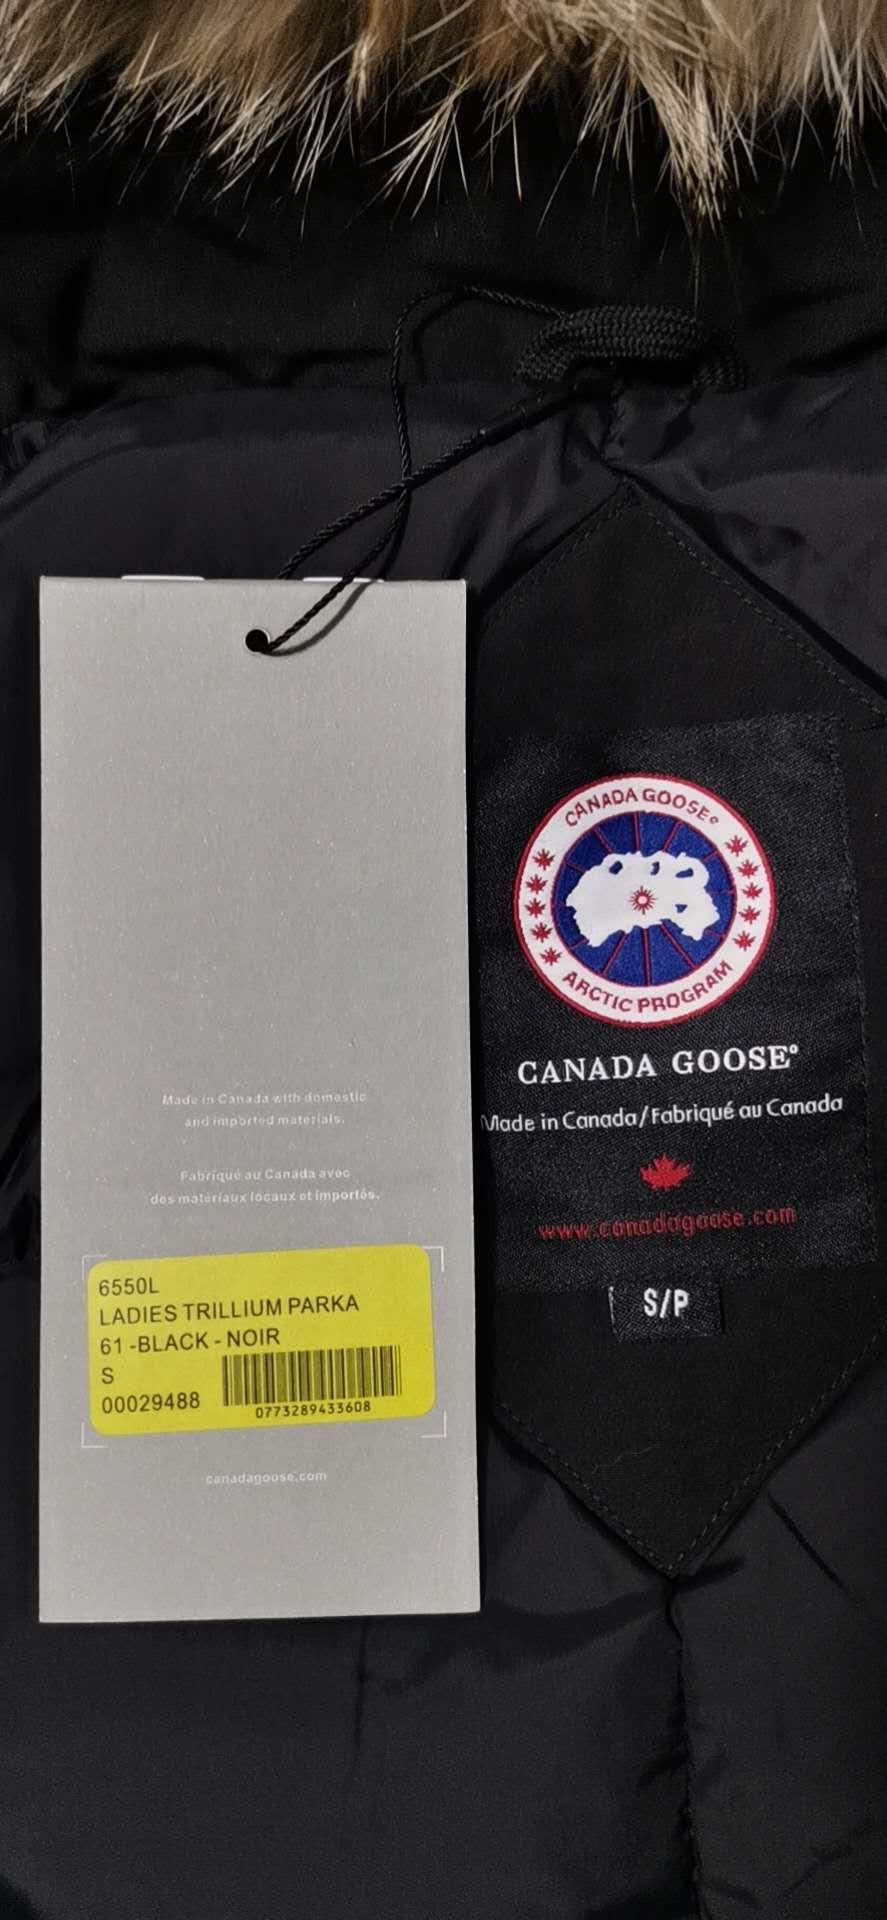 Made in Canada with domestic
and imported materials.
Fabriqué au Canada avec
des matériaux locaux et importés.
6550L
LADIES TRILLIUM PARKA
61 -BLACK - NOIR
S
00029488
0773289433608
canadagoose.com
CANADA GOOSE®
ARCTIC PROGRAM
CANADA GOOSE®
Made in Canada/Fabriqué au Canada
www.canadagoose.com
S/P